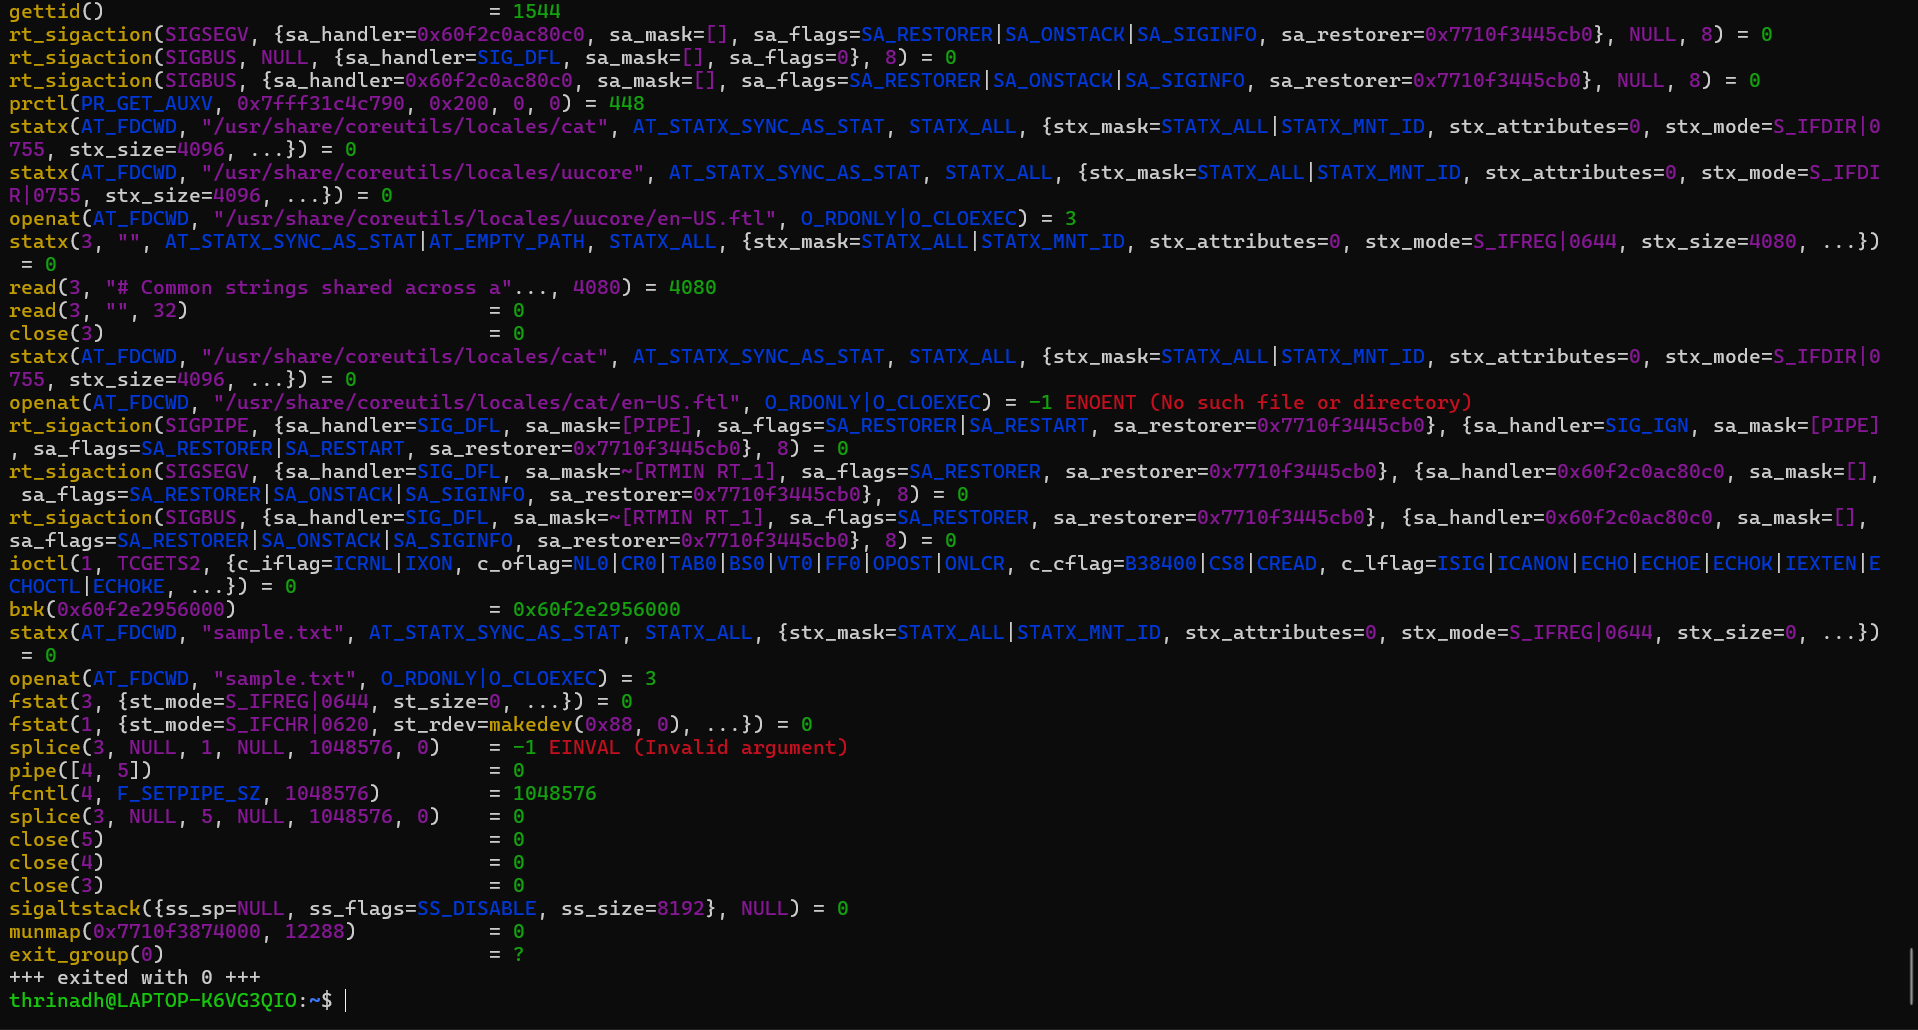 gettid()                                = 1544
rt_sigaction(SIGSEGV, {sa_handler=0x60f2c0ac80c0, sa_mask=[], sa_flags=SA_RESTORER|SA_ONSTACK|SA_SIGINFO, sa_restorer=0x7710f3445cb0}, NULL, 8) = 0
rt_sigaction(SIGBUS, NULL, {sa_handler=SIG_DFL, sa_mask=[], sa_flags=0}, 8) = 0
rt_sigaction(SIGBUS, {sa_handler=0x60f2c0ac80c0, sa_mask=[], sa_flags=SA_RESTORER|SA_ONSTACK|SA_SIGINFO, sa_restorer=0x7710f3445cb0}, NULL, 8) = 0
prctl(PR_GET_AUXV, 0x7fff31c4c790, 0x200, 0, 0) = 448
statx(AT_FDCWD, "/usr/share/coreutils/locales/cat", AT_STATX_SYNC_AS_STAT, STATX_ALL, {stx_mask=STATX_ALL|STATX_MNT_ID, stx_attributes=0, stx_mode=S_IFDIR|0
755, stx_size=4096, ...}) = 0
statx(AT_FDCWD, "/usr/share/coreutils/locales/uucore", AT_STATX_SYNC_AS_STAT, STATX_ALL, {stx_mask=STATX_ALL|STATX_MNT_ID, stx_attributes=0, stx_mode=S_IFDI
R|0755, stx_size=4096, ...}) = 0
openat(AT_FDCWD, "/usr/share/coreutils/locales/uucore/en-US.ftl", O_RDONLY|O_CLOEXEC) = 3
statx(3, "", AT_STATX_SYNC_AS_STAT|AT_EMPTY_PATH, STATX_ALL, {stx_mask=STATX_ALL|STATX_MNT_ID, stx_attributes=0, stx_mode=S_IFREG|0644, stx_size=4080, ...})
 = 0
read(3, "# Common strings shared across a"..., 4080) = 4080
read(3, "", 32)                         = 0
close(3)                                = 0
statx(AT_FDCWD, "/usr/share/coreutils/locales/cat", AT_STATX_SYNC_AS_STAT, STATX_ALL, {stx_mask=STATX_ALL|STATX_MNT_ID, stx_attributes=0, stx_mode=S_IFDIR|0
755, stx_size=4096, ...}) = 0
openat(AT_FDCWD, "/usr/share/coreutils/locales/cat/en-US.ftl", O_RDONLY|O_CLOEXEC) = -1 ENOENT (No such file or directory)
rt_sigaction(SIGPIPE, {sa_handler=SIG_DFL, sa_mask=[PIPE], sa_flags=SA_RESTORER|SA_RESTART, sa_restorer=0x7710f3445cb0}, {sa_handler=SIG_IGN, sa_mask=[PIPE]
, sa_flags=SA_RESTORER|SA_RESTART, sa_restorer=0x7710f3445cb0}, 8) = 0
rt_sigaction(SIGSEGV, {sa_handler=SIG_DFL, sa_mask=~[RTMIN RT_1], sa_flags=SA_RESTORER, sa_restorer=0x7710f3445cb0}, {sa_handler=0x60f2c0ac80c0, sa_mask=[],
 sa_flags=SA_RESTORER|SA_ONSTACK|SA_SIGINFO, sa_restorer=0x7710f3445cb0}, 8) = 0
rt_sigaction(SIGBUS, {sa_handler=SIG_DFL, sa_mask=~[RTMIN RT_1], sa_flags=SA_RESTORER, sa_restorer=0x7710f3445cb0}, {sa_handler=0x60f2c0ac80c0, sa_mask=[],
sa_flags=SA_RESTORER|SA_ONSTACK|SA_SIGINFO, sa_restorer=0x7710f3445cb0}, 8) = 0
ioctl(1, TCGETS2, {c_iflag=ICRNL|IXON, c_oflag=NL0|CR0|TAB0|BS0|VT0|FF0|OPOST|ONLCR, c_cflag=B38400|CS8|CREAD, c_lflag=ISIG|ICANON|ECHO|ECHOE|ECHOK|IEXTEN|E
CHOCTL|ECHOKE, ...}) = 0
brk(0x60f2e2956000)                     = 0x60f2e2956000
statx(AT_FDCWD, "sample.txt", AT_STATX_SYNC_AS_STAT, STATX_ALL, {stx_mask=STATX_ALL|STATX_MNT_ID, stx_attributes=0, stx_mode=S_IFREG|0644, stx_size=0, ...})
 = 0
openat(AT_FDCWD, "sample.txt", O_RDONLY|O_CLOEXEC) = 3
fstat(3, {st_mode=S_IFREG|0644, st_size=0, ...}) = 0
fstat(1, {st_mode=S_IFCHR|0620, st_rdev=makedev(0x88, 0), ...}) = 0
splice(3, NULL, 1, NULL, 1048576, 0)    = -1 EINVAL (Invalid argument)
pipe([4, 5])                            = 0
fcntl(4, F_SETPIPE_SZ, 1048576)         = 1048576
splice(3, NULL, 5, NULL, 1048576, 0)    = 0
close(5)                                = 0
close(4)                                = 0
close(3)                                = 0
sigaltstack({ss_sp=NULL, ss_flags=SS_DISABLE, ss_size=8192}, NULL) = 0
munmap(0x7710f3874000, 12288)           = 0
exit_group(0)                           = ?
+++ exited with 0 +++
thrinadh@LAPTOP-K6VG3QIO:~$